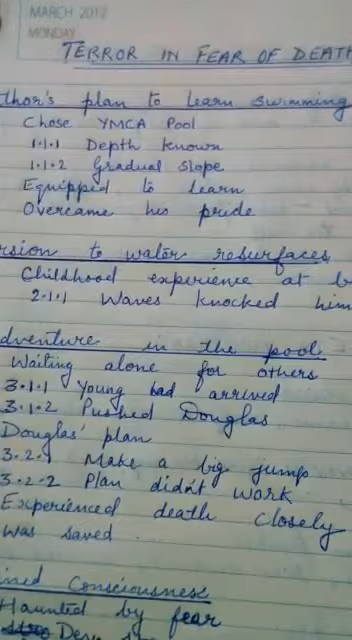 MARCH 2017
MONDAY
TERROR IN FEAR OF DEATH
thor's plan to learn swimming
Chose YMCA Pool
1.1.1 Depth known
1.1.2 Gradual slope
Equipped to learn
Overcame his pride
rsion to water resurfaces
Childhood experience at b
2.1.1 Waves knocked him
dventure in the pool
Waiting alone for others
3.1.1 Young lad arrived
3.1.2 Pushed Douglas
Douglas' plan
3.2.1 Make a big jump
3.2.2 Plan didn't work
Experienced death closely
Was saved
ined Consciousness
Haunted by fear